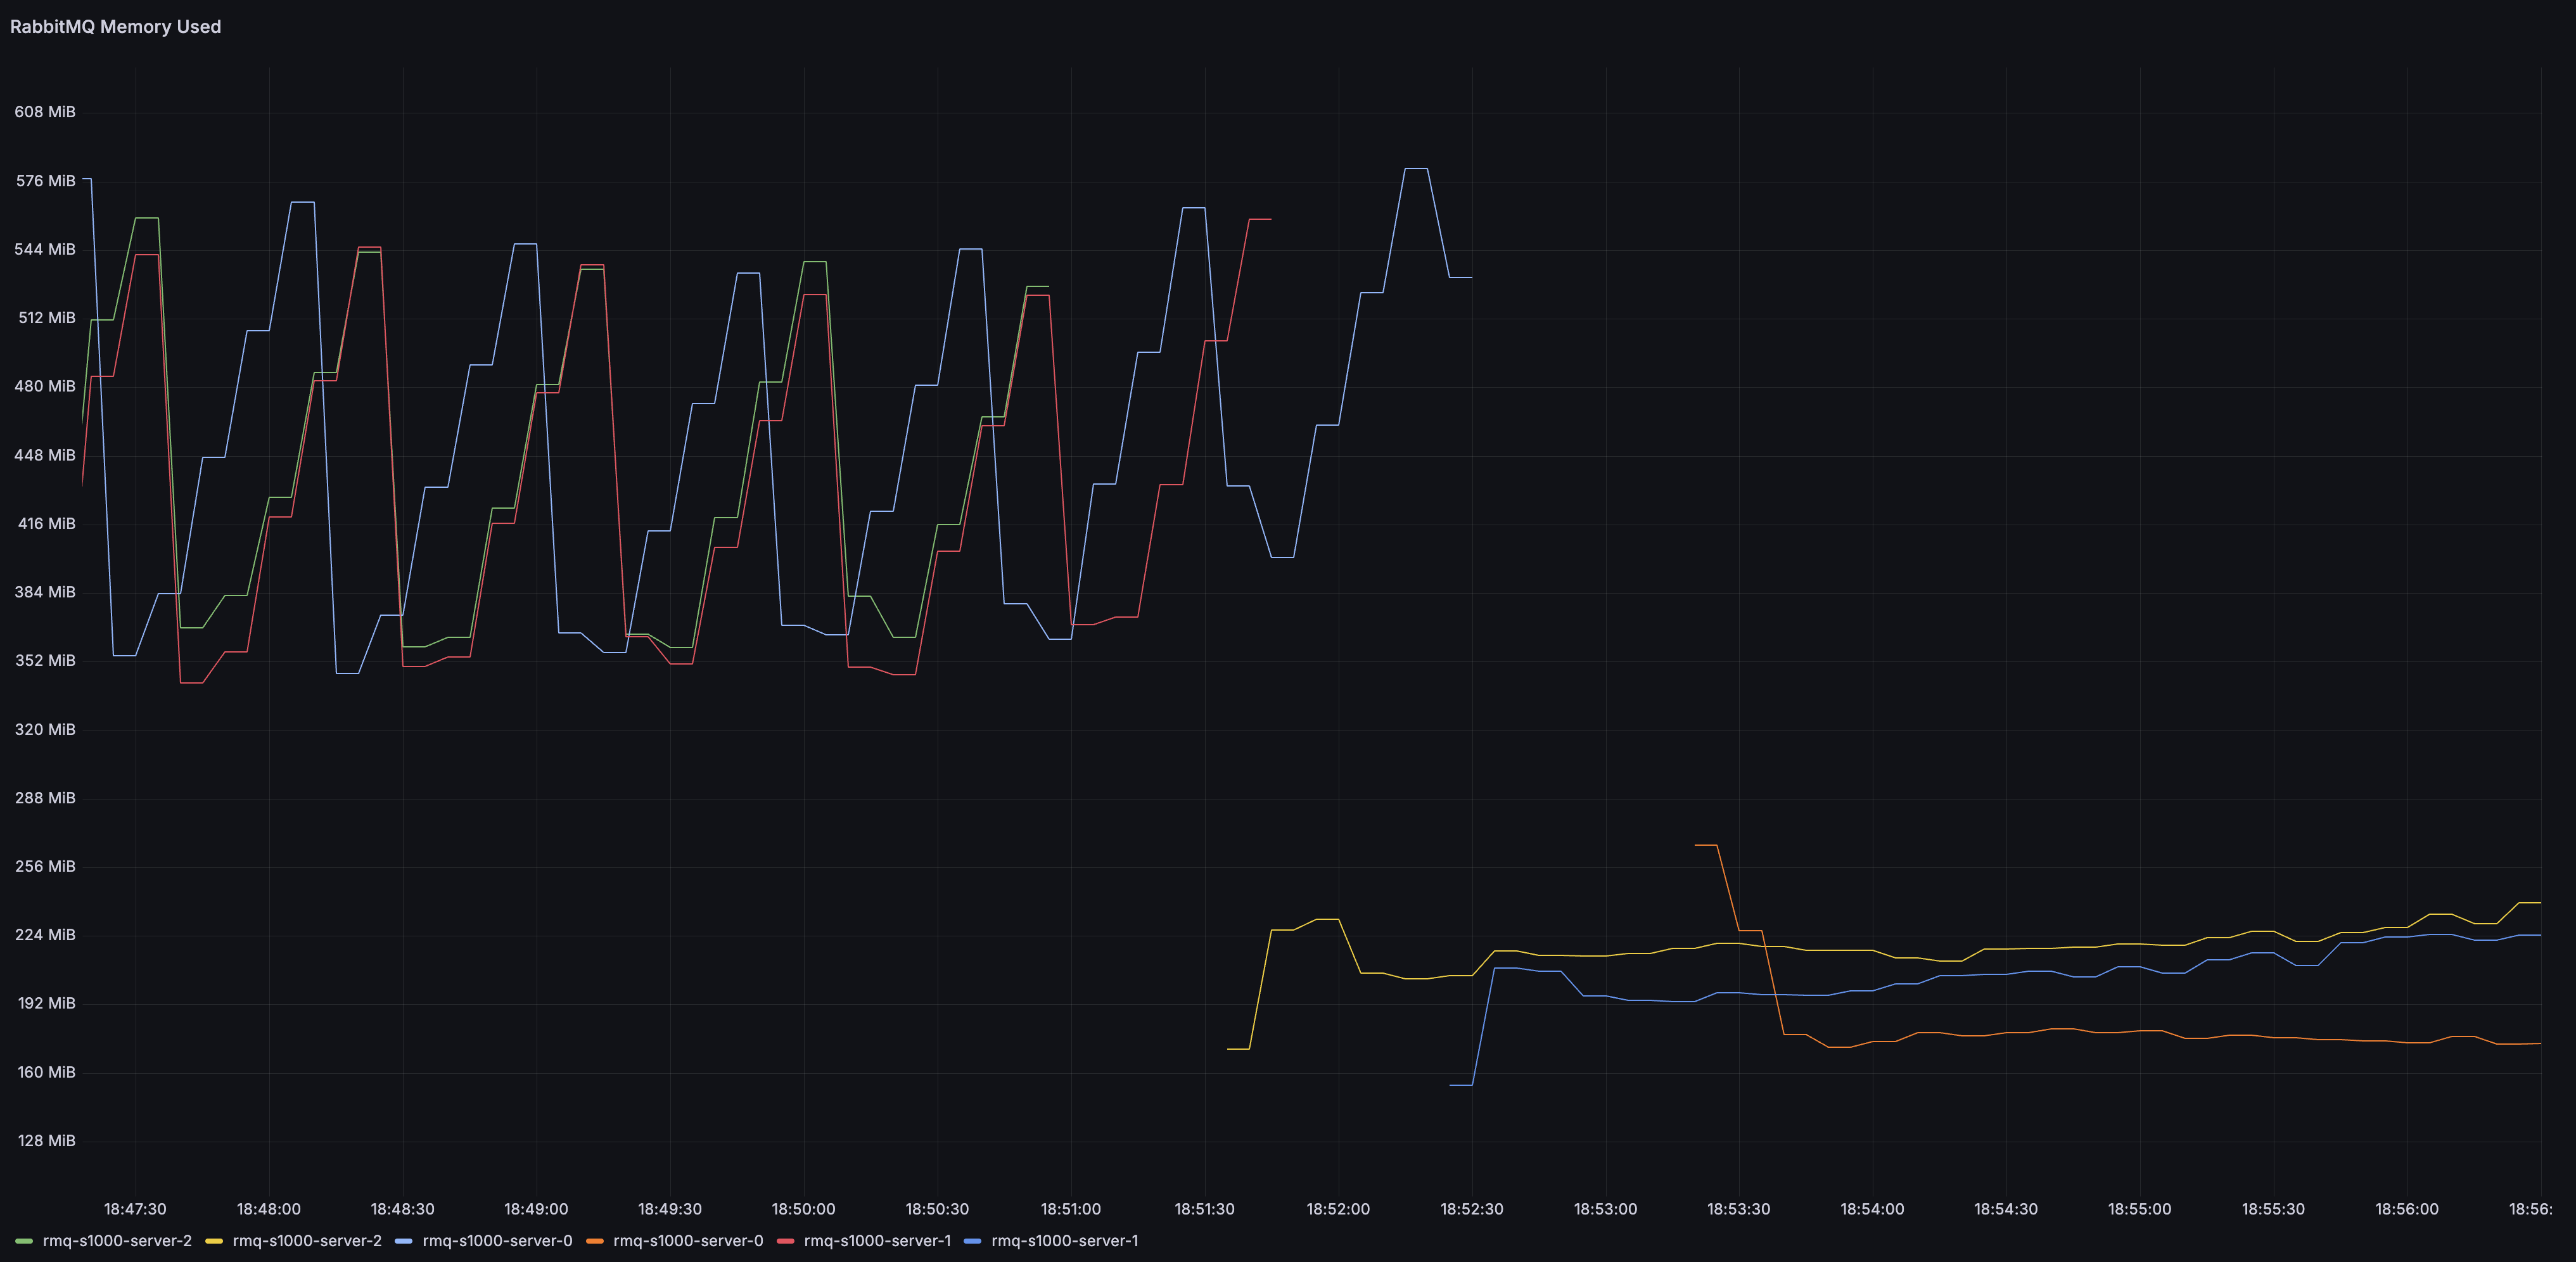 RabbitMQ Memory Used
608 MiB
576 MiB
544 MiB
512 MiB
480 MiB
448 MiB
416 MiB
384 MiB
352 MiB
320 MiB
288 MiB
256 MiB
224 MiB
192 MiB
160 MiB
128 MiB
18:47:30 18:48:00 18:48:30 18:49:00 18:49:30 18:50:00 18:50:30 18:51:00 18:51:30 18:52:00 18:52:30 18:53:00 18:53:30 18:54:00 18:54:30 18:55:00 18:55:30 18:56:00 18:56:
rmq-s1000-server-2 rmq-s1000-server-2 rmq-s1000-server-0 rmq-s1000-server-0 rmq-s1000-server-1 rmq-s1000-server-1